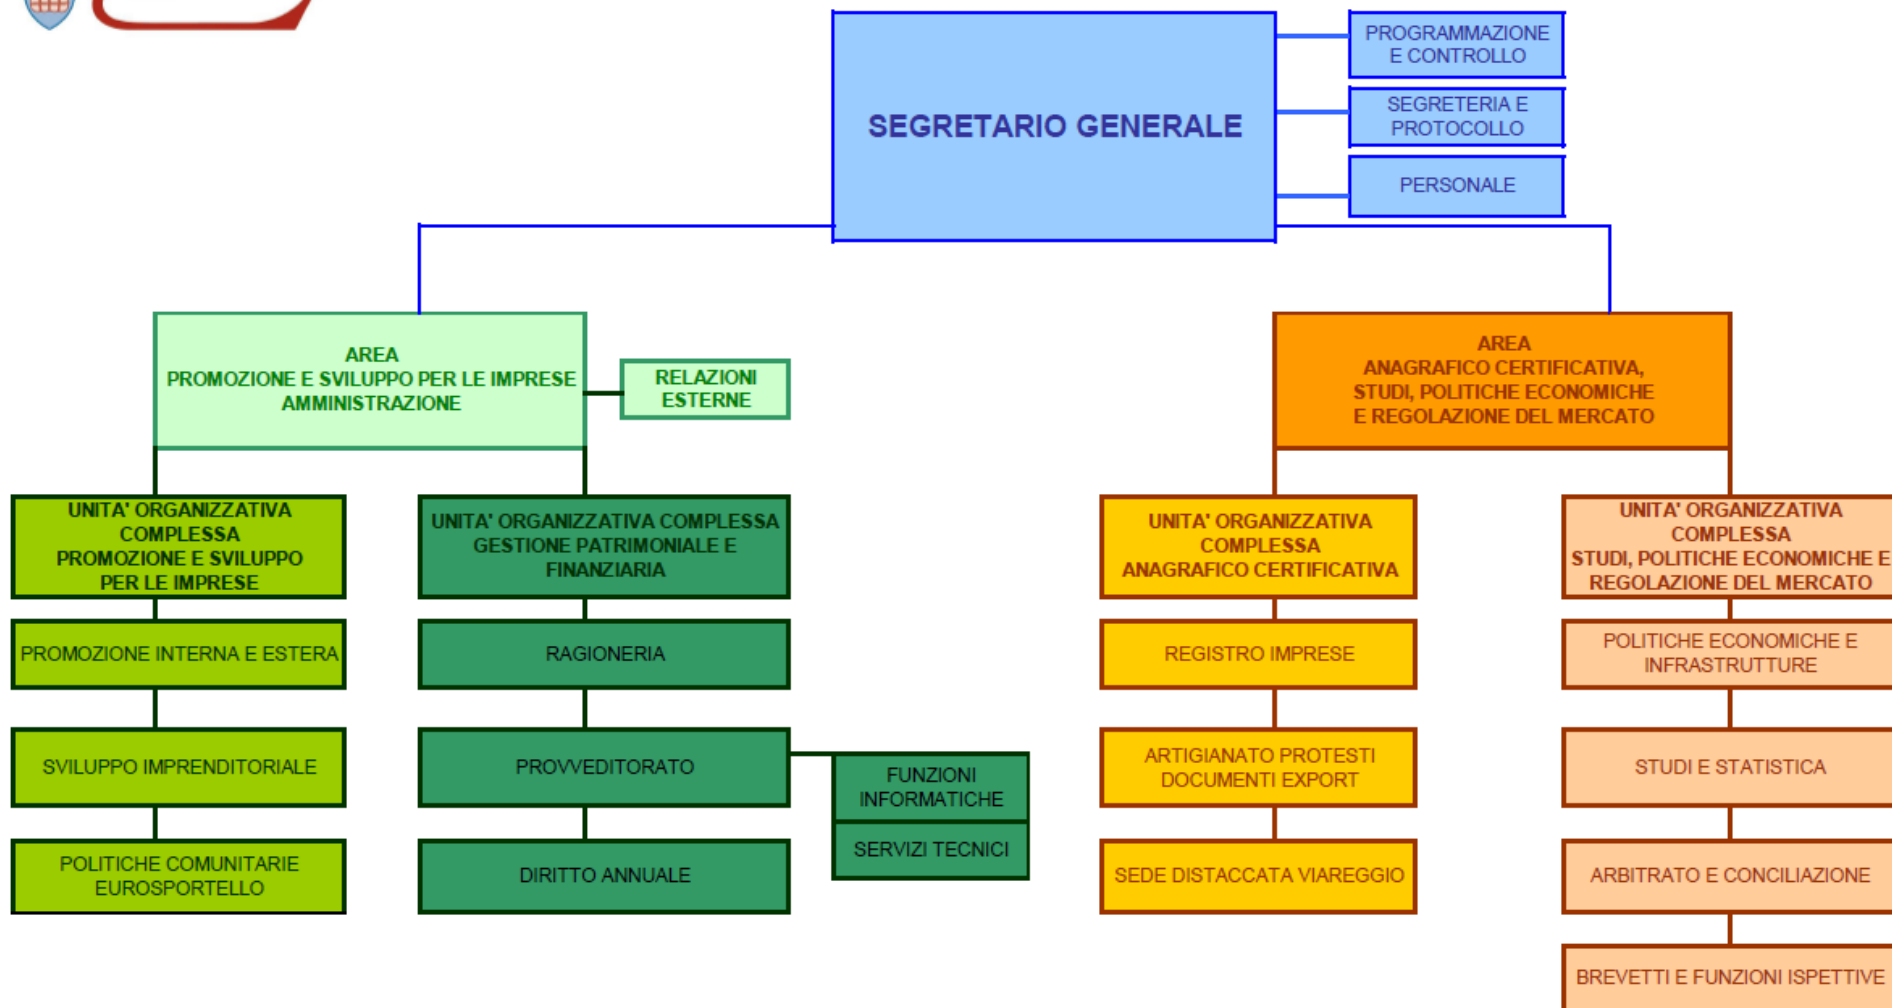 SEGRETARIO GENERALE
PROGRAMMAZIONE
E CONTROLLO
SEGRETERIA E
PROTOCOLLO
PERSONALE
AREA
PROMOZIONE E SVILUPPO PER LE IMPRESE
AMMINISTRAZIONE
RELAZIONI
ESTERNE
AREA
ANAGRAFICO CERTIFICATIVA,
STUDI, POLITICHE ECONOMICHE
E REGOLAZIONE DEL MERCATO
UNITA' ORGANIZZATIVA
COMPLESSA
PROMOZIONE E SVILUPPO
PER LE IMPRESE
PROMOZIONE INTERNA E ESTERA
SVILUPPO IMPRENDITORIALE
POLITICHE COMUNITARIE
EUROSPORTELLO
UNITA' ORGANIZZATIVA COMPLESSA
GESTIONE PATRIMONIALE E
FINANZIARIA
RAGIONERIA
PROVVEDITORATO
FUNZIONI
INFORMATICHE
SERVIZI TECNICI
DIRITTO ANNUALE
UNITA' ORGANIZZATIVA
COMPLESSA
ANAGRAFICO CERTIFICATIVA
REGISTRO IMPRESE
ARTIGIANATO PROTESTI
DOCUMENTI EXPORT
SEDE DISTACCATA VIAREGGIO
UNITA' ORGANIZZATIVA
COMPLESSA
STUDI, POLITICHE ECONOMICHE E
REGOLAZIONE DEL MERCATO
POLITICHE ECONOMICHE E
INFRASTRUTTURE
STUDI E STATISTICA
ARBITRATO E CONCILIAZIONE
BREVETTI E FUNZIONI ISPETTIVE